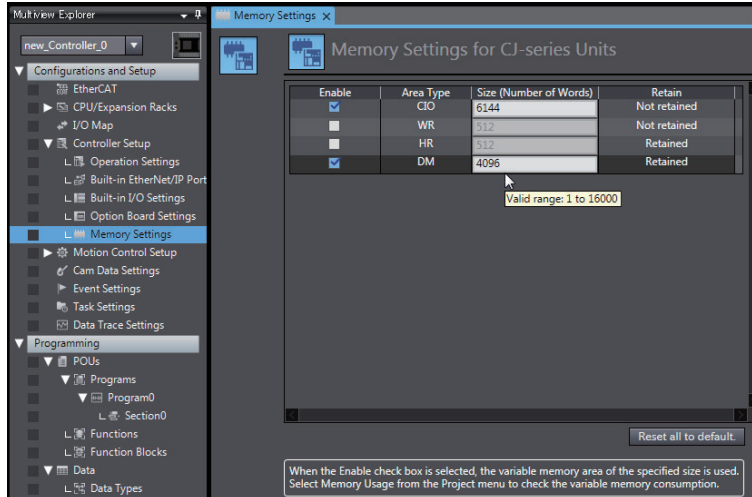 Multiview Explorer
new_Controller_0
Configurations and Setup
EtherCAT
CPU/Expansion Racks
I/O Map
Controller Setup
Operation Settings
Built-in EtherNet/IP Port
Built-in I/O Settings
Option Board Settings
Memory Settings
Motion Control Setup
Cam Data Settings
Event Settings
Task Settings
Data Trace Settings
Programming
POUs
Programs
Program0
Section0
Functions
Function Blocks
Data
Data Types
Memory Settings
Memory Settings for CJ-series Units
Enable Area Type Size (Number of Words) Retain
CIO 6144 Not retained
WR 512 Not retained
HR 512 Retained
DM 4096 Retained
Valid range: 1 to 16000
Reset all to default.
When the Enable check box is selected, the variable memory area of the specified size is used.
Select Memory Usage from the Project menu to check the variable memory consumption.